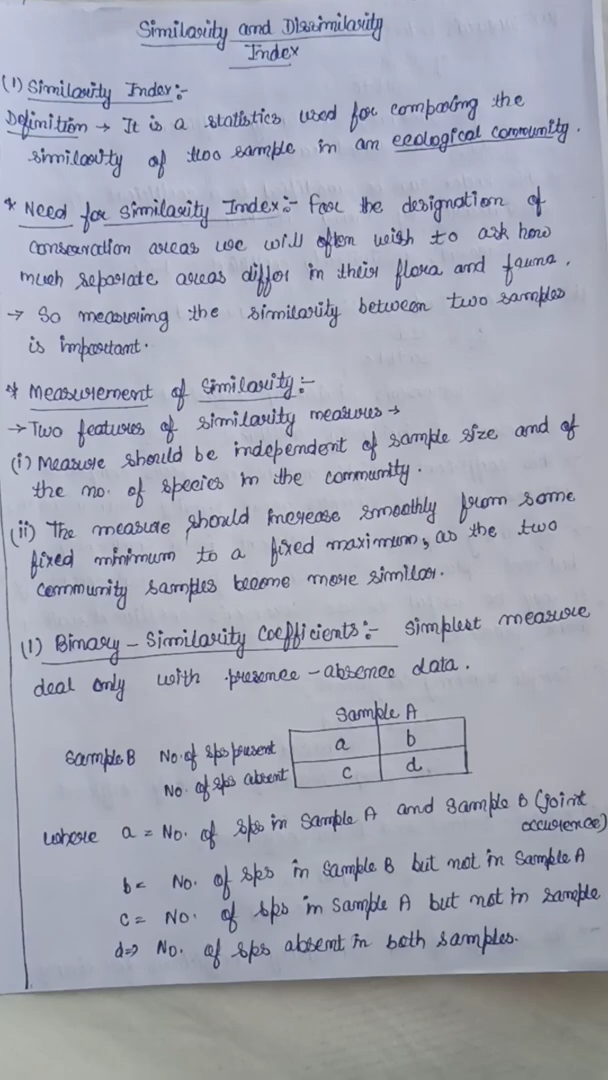 Similarity and Dissimilarity
Index
(1) Similarity Index:-
Definition → It is a statistics used for comparing the
similarity of two sample in an ecological community.
* Need for similarity Index:- For the designation of
conservation areas we will often wish to ask how
much separate areas differ in their flora and fauna.
→ So measuring the similarity between two samples
is important.
* Measurement of Similarity:-
→ Two features of similarity measures →
(i) Measure should be independent of sample size and of
the no. of species in the community.
(ii) The measure should increase smoothly from some
fixed minimum to a fixed maximum, as the two
community samples become more similar.
(1) Binary - Similarity Coefficients:- simplest measure
deal only with presence - absence data.
Sample A
Sample B No. of sps present a b
No of sps absent c d
where a = No. of sps in sample A and sample B (joint
occurence)
b = No. of sps in sample B but not in sample A
c = No. of sps in sample A but not in sample
d => No. of sps absent in both samples.